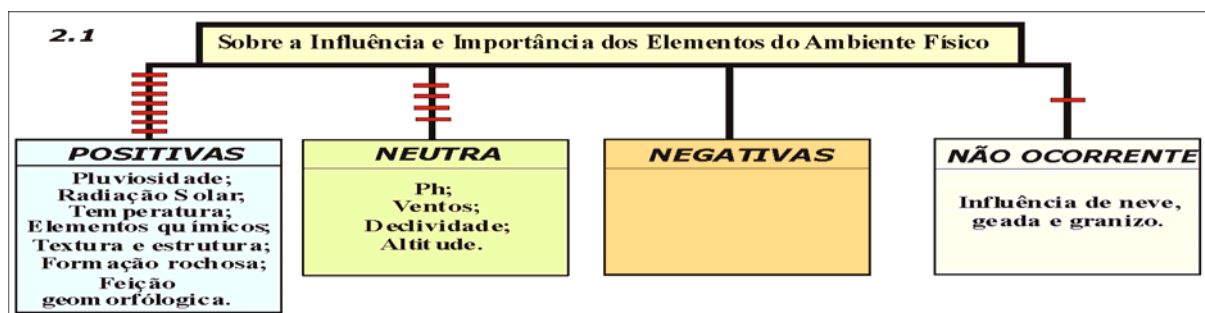 2.1
Sobre a Influência e Importância dos Elementos do Ambiente Físico
POSITIVAS
Pluviosidade;
Radiação Solar;
Temperatura;
Elementos químicos;
Textura e estrutura;
Formação rochosa;
Feição
geomorfólogica.
NEUTRA
Ph;
Ventos;
Declividade;
Altitude.
NEGATIVAS
NÃO OCORRENTE
Influência de neve,
geada e granizo.